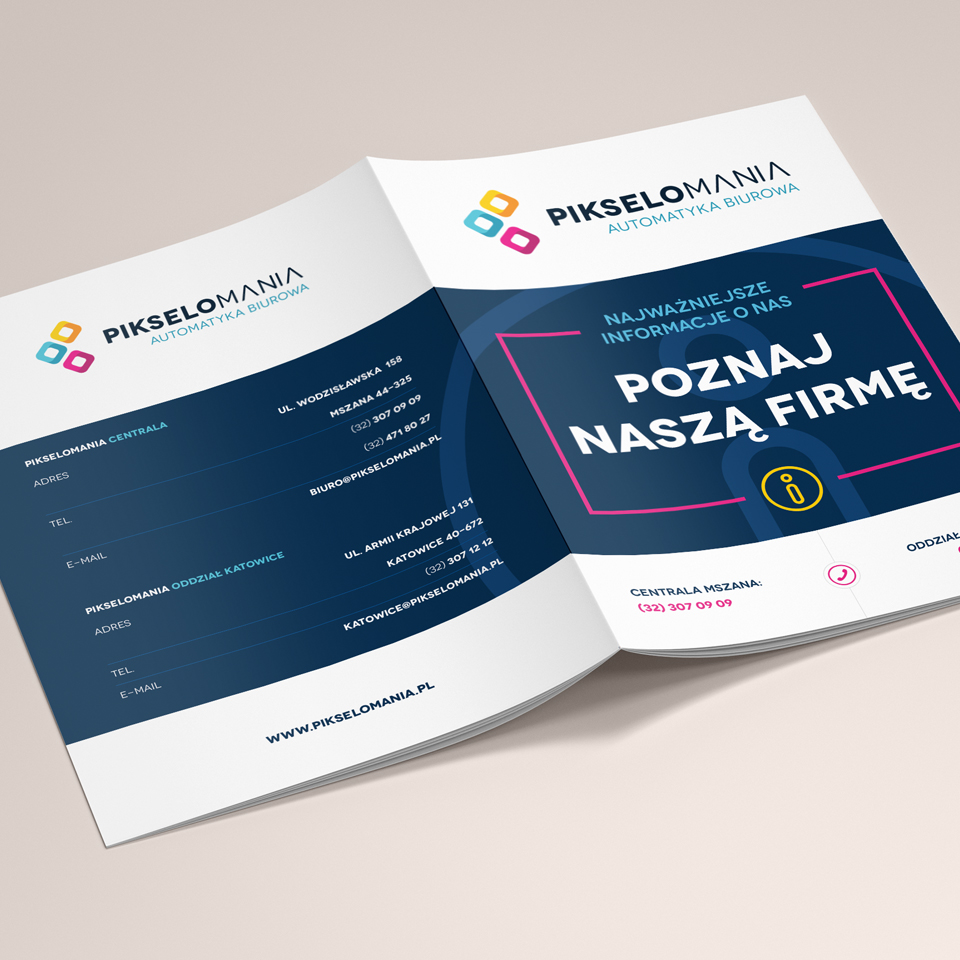 PIKSELOMANIA
AUTOMATYKA BIUROWA
PIKSELOMANIA CENTRALA
ADRES
UL. WODZISŁAWSKA 158
MSZANA 44-325
TEL.
(32) 307 09 09
(32) 471 80 27
E-MAIL
BIURO@PIKSELOMANIA.PL
PIKSELOMANIA ODDZIAŁ KATOWICE
ADRES
UL. ARMII KRAJOWEJ 131
KATOWICE 40-672
TEL.
(32) 307 12 12
E-MAIL
KATOWICE@PIKSELOMANIA.PL
WWW.PIKSELOMANIA.PL
PIKSELOMANIA
AUTOMATYKA BIUROWA
NAJWAŻNIEJSZE
INFORMACJE O NAS
POZNAJ
NASZĄ FIRMĘ
CENTRALA MSZANA:
(32) 307 09 09
ODDZIAŁ